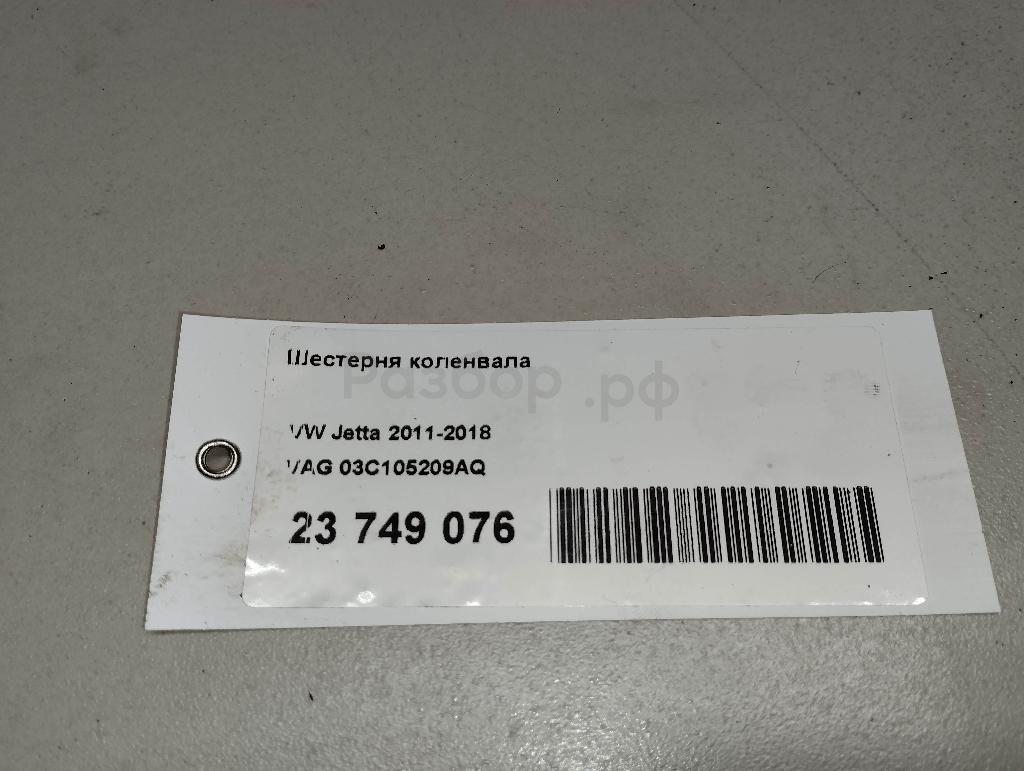 Шестерня коленвала
Разбор.рф
VW Jetta 2011-2018
VAG 03C105209AQ
23 749 076